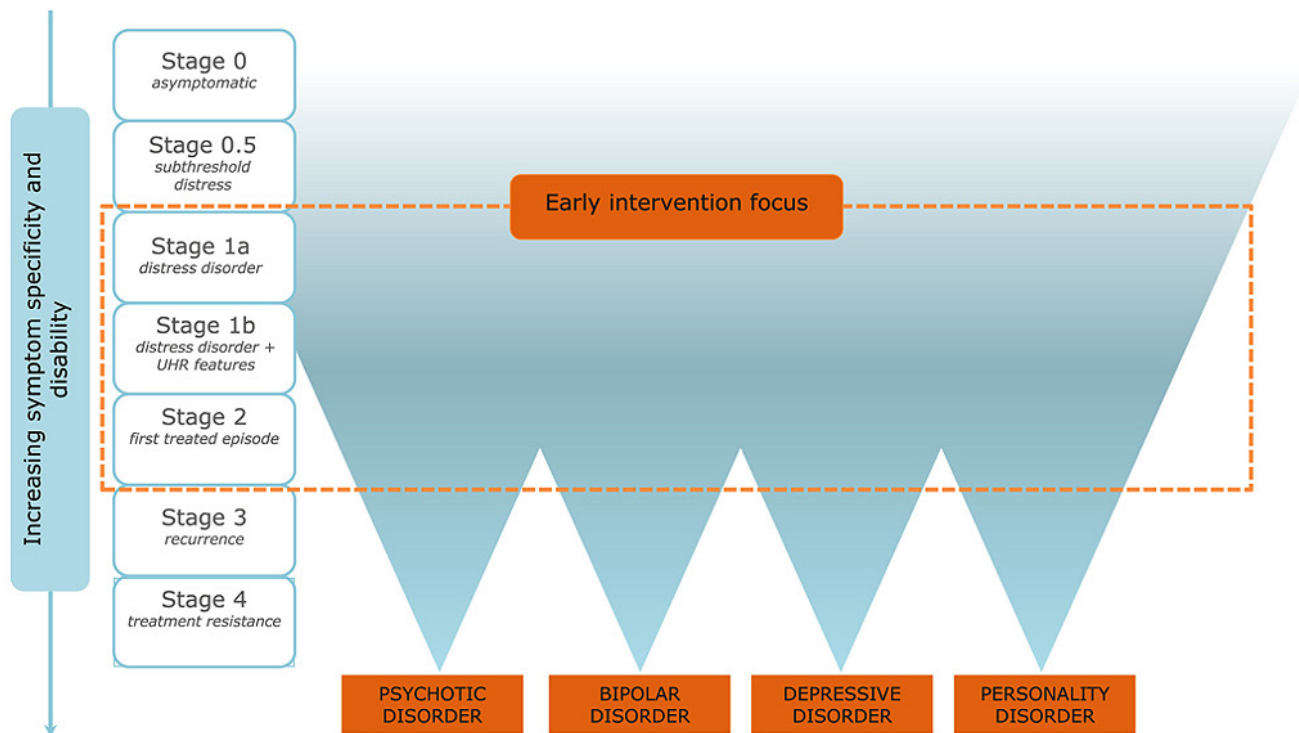 Increasing symptom specificity and
disability
Stage 0
asymptomatic
Stage 0.5
subthreshold
distress
Early intervention focus
Stage 1a
distress disorder
Stage 1b
distress disorder +
UHR features
Stage 2
first treated episode
Stage 3
recurrence
Stage 4
treatment resistance
PSYCHOTIC
DISORDER
BIPOLAR
DISORDER
DEPRESSIVE
DISORDER
PERSONALITY
DISORDER